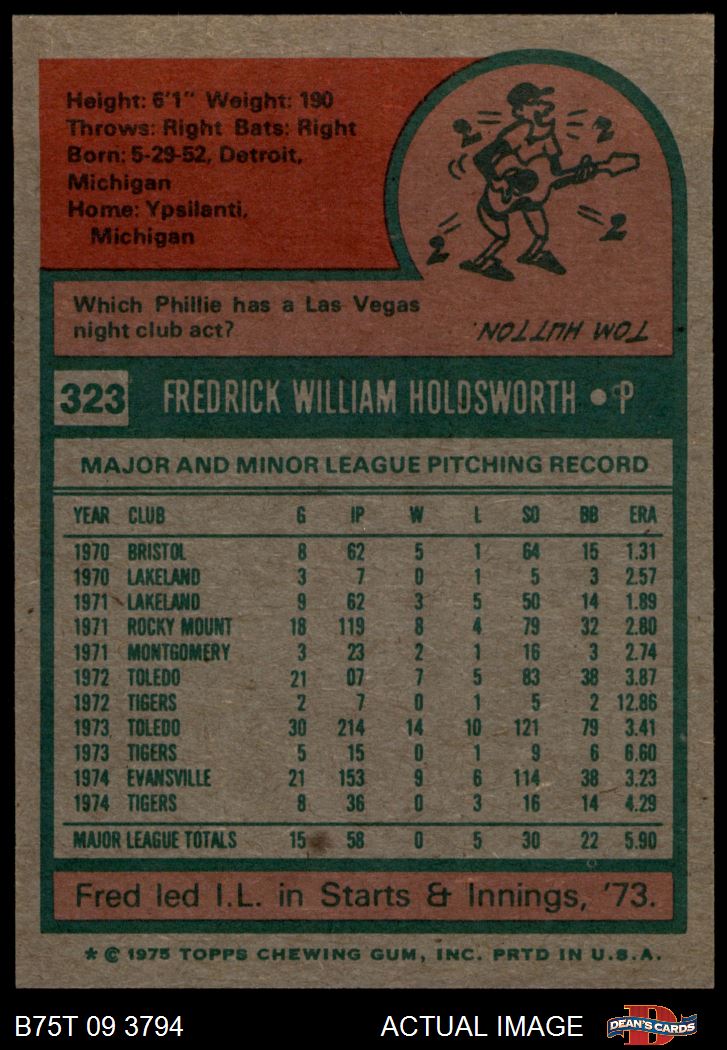 Height: 6'1" Weight: 190
Throws: Right Bats: Right
Born: 5-29-52, Detroit,
Michigan
Home: Ypsilanti,
Michigan
2 2
2 2
Which Phillie has a Las Vegas
night club act?
TOM HUTTON.
323 FREDRICK WILLIAM HOLDSWORTH • P
MAJOR AND MINOR LEAGUE PITCHING RECORD
YEAR CLUB G IP W L SO BB ERA
1970 BRISTOL 8 62 5 1 64 15 1.31
1970 LAKELAND 3 7 0 1 5 3 2.57
1971 LAKELAND 9 62 3 5 50 14 1.89
1971 ROCKY MOUNT 18 119 8 4 79 32 2.80
1971 MONTGOMERY 3 23 2 1 16 3 2.74
1972 TOLEDO 21 07 7 5 83 38 3.87
1972 TIGERS 2 7 0 1 5 2 12.86
1973 TOLEDO 30 214 14 10 121 79 3.41
1973 TIGERS 5 15 0 1 9 6 6.60
1974 EVANSVILLE 21 153 9 6 114 38 3.23
1974 TIGERS 8 36 0 3 16 14 4.29
MAJOR LEAGUE TOTALS 15 58 0 5 30 22 5.90
Fred led I.L. in Starts & Innings, '73.
* © 1975 TOPPS CHEWING GUM, INC. PRTD IN U.S.A.
B75T 09 3794 ACTUAL IMAGE DEAN'S CARDS